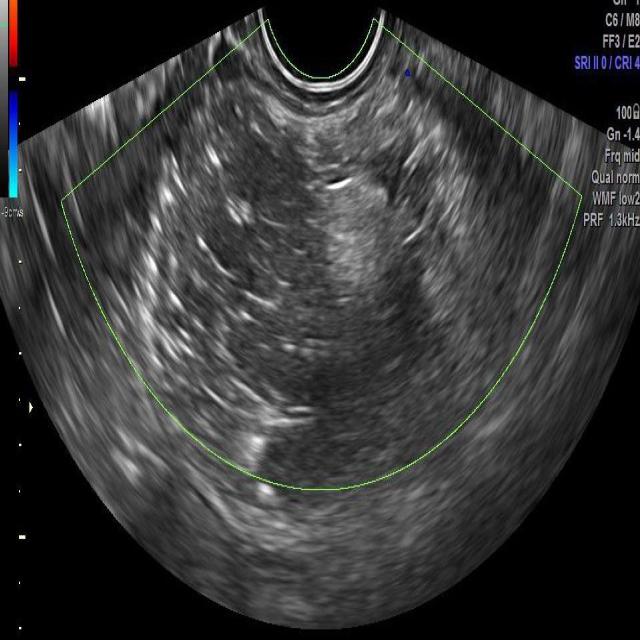 C6 / M8
FF3 / E2
SRI II 0 / CRI 4
100
Gn -1.4
Frq mid
Qual norm
WMF low2
PRF 1.3kHz
-9cm/s